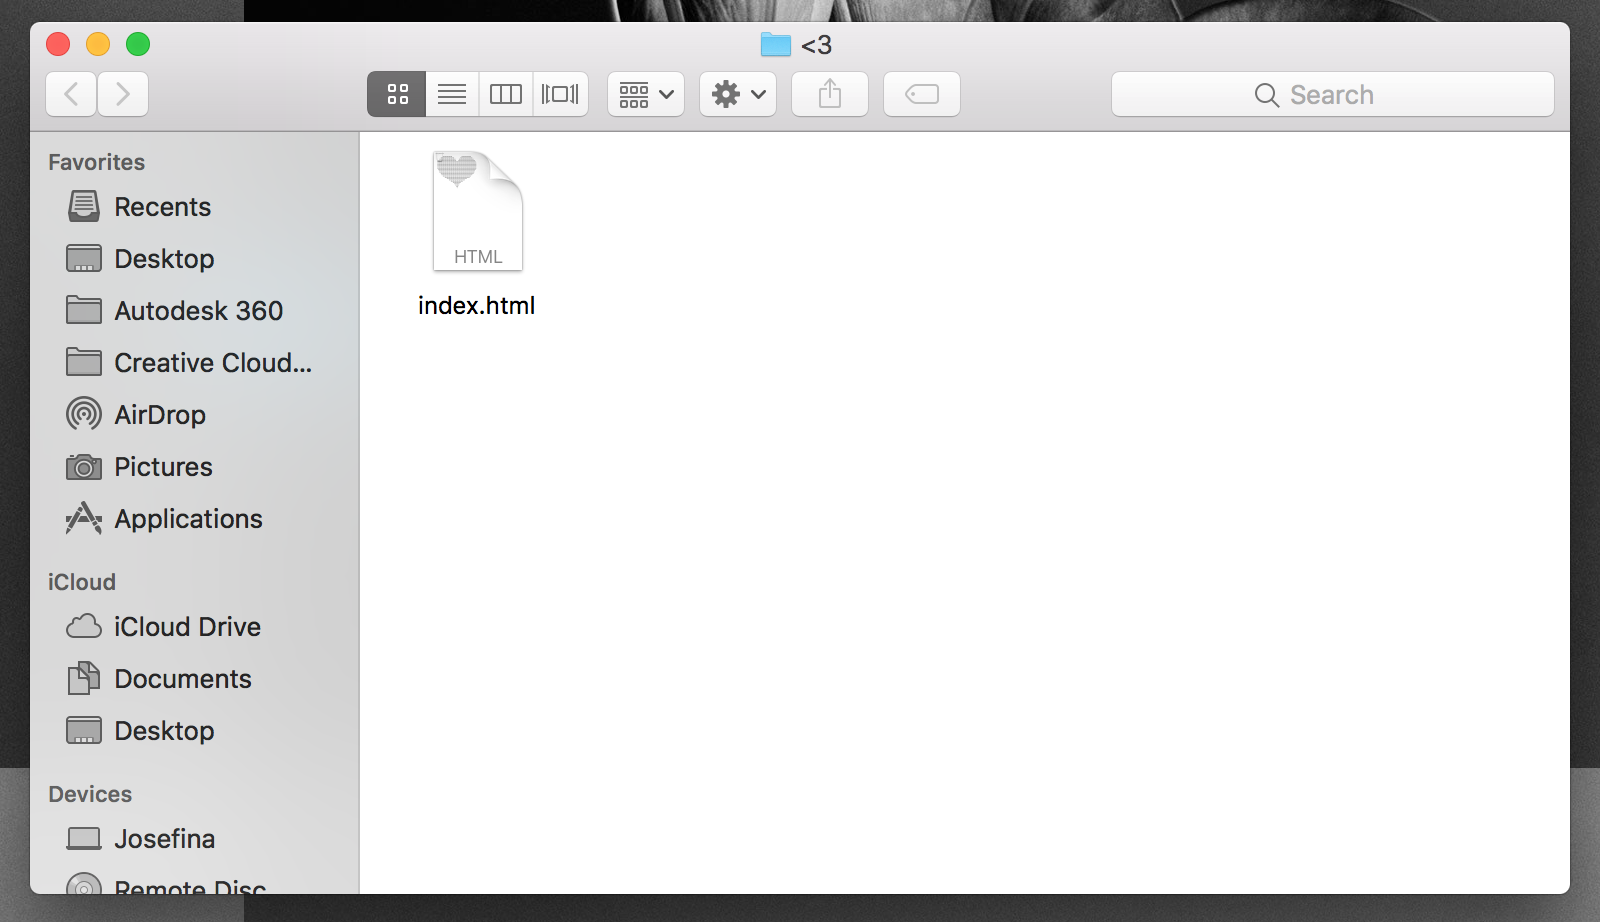 <3
Search
Favorites
Recents
Desktop
Autodesk 360
Creative Cloud...
AirDrop
Pictures
Applications
iCloud
iCloud Drive
Documents
Desktop
Devices
Josefina
Remote Disc
HTML
index.html